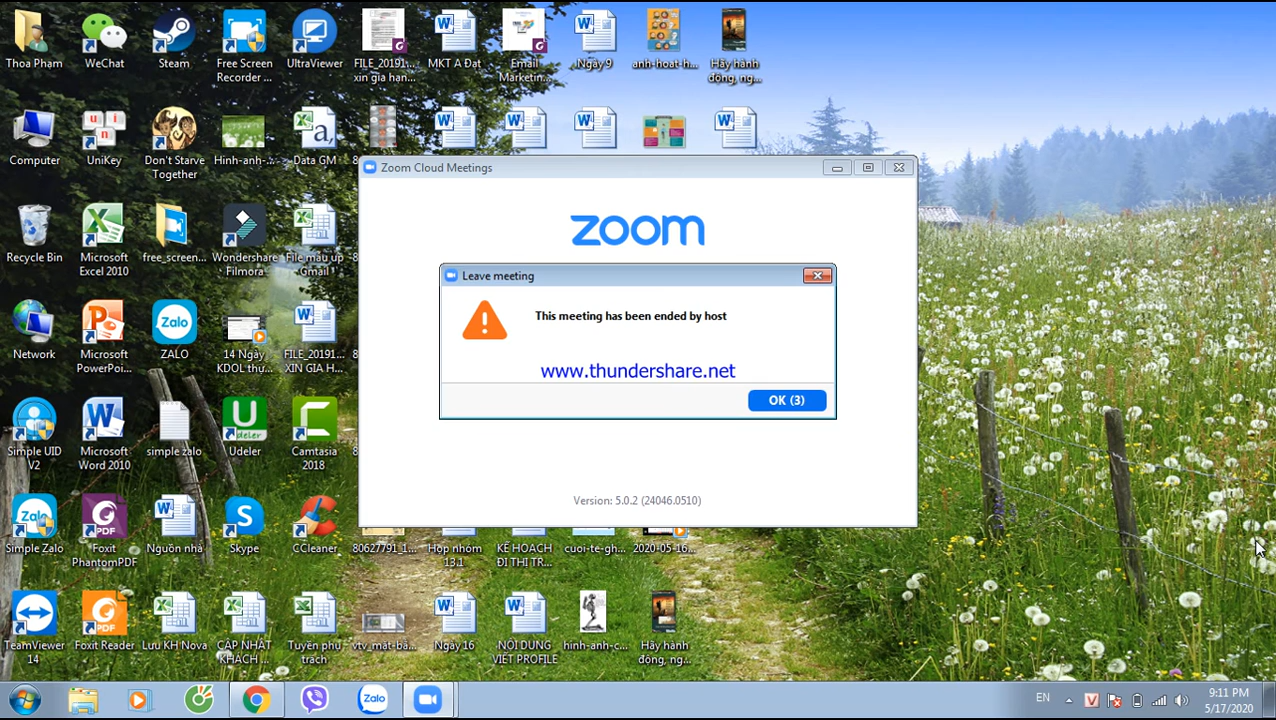 Thoa Phạm
WeChat
Steam
Free Screen
Recorder ...
UltraViewer
FILE_20191...
xin gia hạn...
MKT A Đạt
Email
Marketin...
Ngày 9
anh-hoat-h...
Hãy hành
động, ng...
Computer
UniKey
Don't Starve
Together
Hinh-anh-...
Data GM
Zoom Cloud Meetings
zoom
Leave meeting
This meeting has been ended by host
www.thundershare.net
OK (3)
Version: 5.0.2 (24046.0510)
Recycle Bin
Microsoft
Excel 2010
free_screen...
Wondershare
Filmora
File mẫu up
Gmail
Network
Microsoft
PowerPoi...
Zalo
ZALO
14 Ngày
KDOL thự...
FILE_20191...
XIN GIA H...
Simple UID
V2
Microsoft
Word 2010
simple zalo
Udeler
Camtasia
2018
Simple Zalo
PDF
Foxit
PhantomPDF
Nguồn nhà
Skype
CCleaner
80627791_1...
Họp nhóm
13.1
KẾ HOẠCH
ĐI THI TR...
cuoi-te-gh...
2020-05-16...
TeamViewer
14
Foxit Reader
Lưu KH Nova
CẬP NHẬT
KHÁCH ...
Tuyển phụ
trách
vtv_mat-bã...
Ngày 16
NỘI DUNG
VIẾT PROFILE
hinh-anh-c...
Hãy hành
động, ng...
Zalo
EN
9:11 PM
5/17/2020